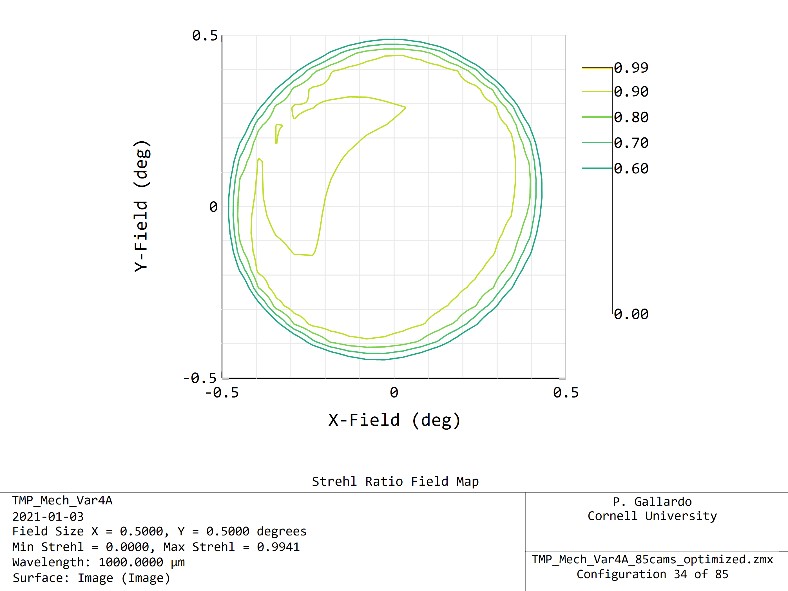 0.5
0
-0.5
-0.5
0
0.5
Y-Field (deg)
X-Field (deg)
0.99
0.90
0.80
0.70
0.60
0.00
Strehl Ratio Field Map
TMP_Mech_Var4A
2021-01-03
Field Size X = 0.5000, Y = 0.5000 degrees
Min Strehl = 0.0000, Max Strehl = 0.9941
Wavelength: 1000.0000 µm
Surface: Image (Image)
P. Gallardo
Cornell University
TMP_Mech_Var4A_85cams_optimized.zmx
Configuration 34 of 85